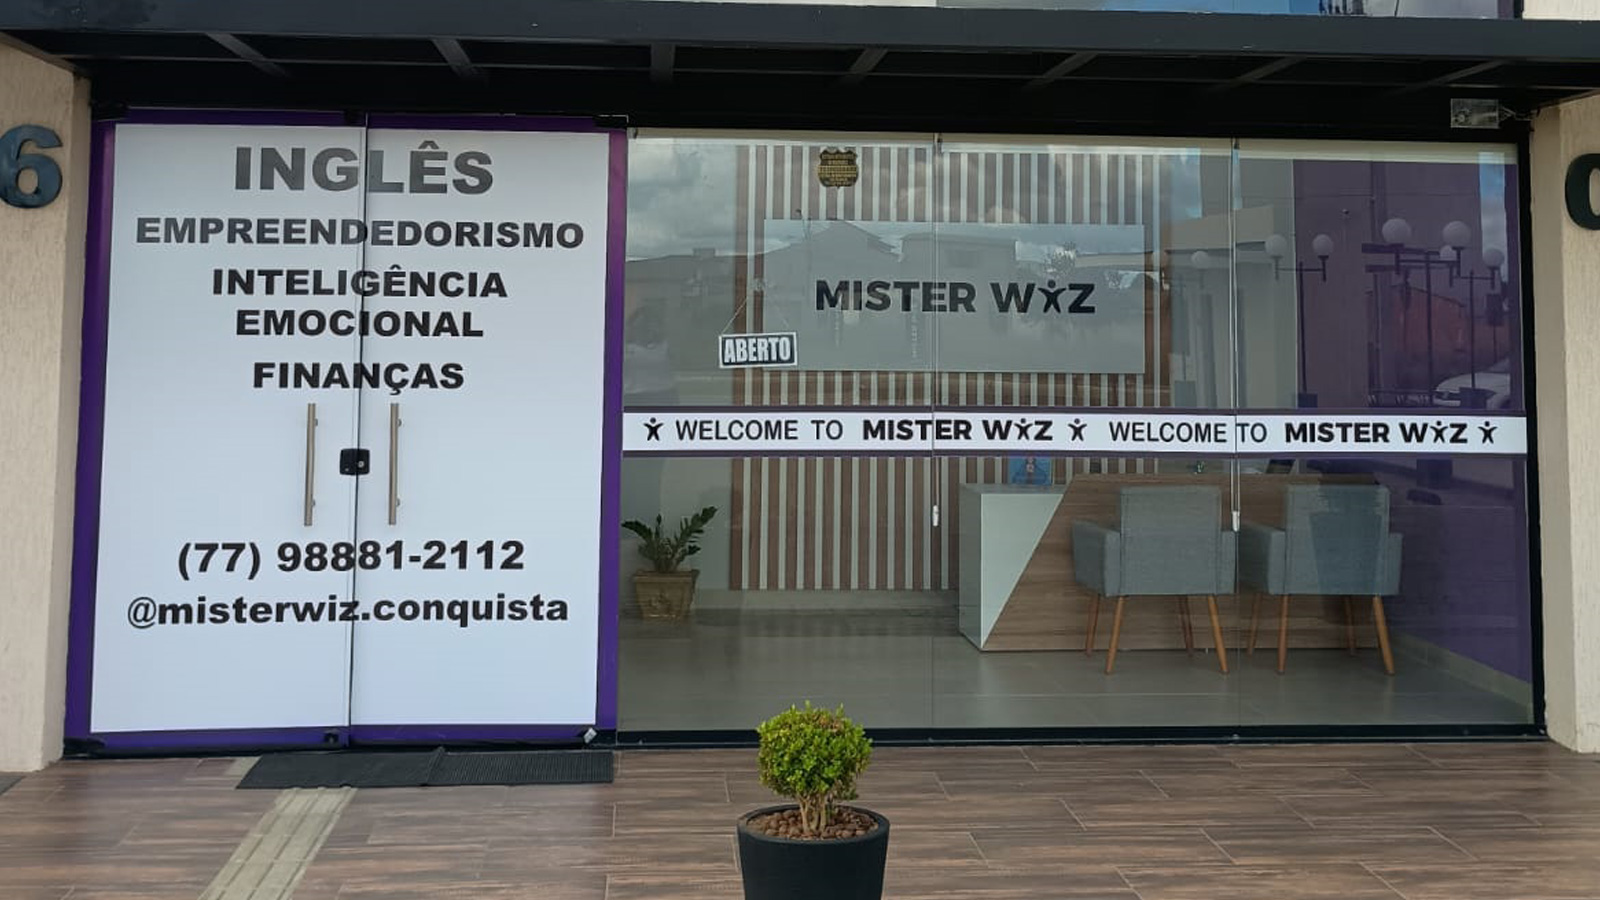 6
INGLÊS
EMPREENDEDORISMO
INTELIGÊNCIA
EMOCIONAL
FINANÇAS
(77) 98881-2112
@misterwiz.conquista
MISTER WIZ
ABERTO
WELCOME TO MISTER WIZ WELCOME TO MISTER WIZ
0